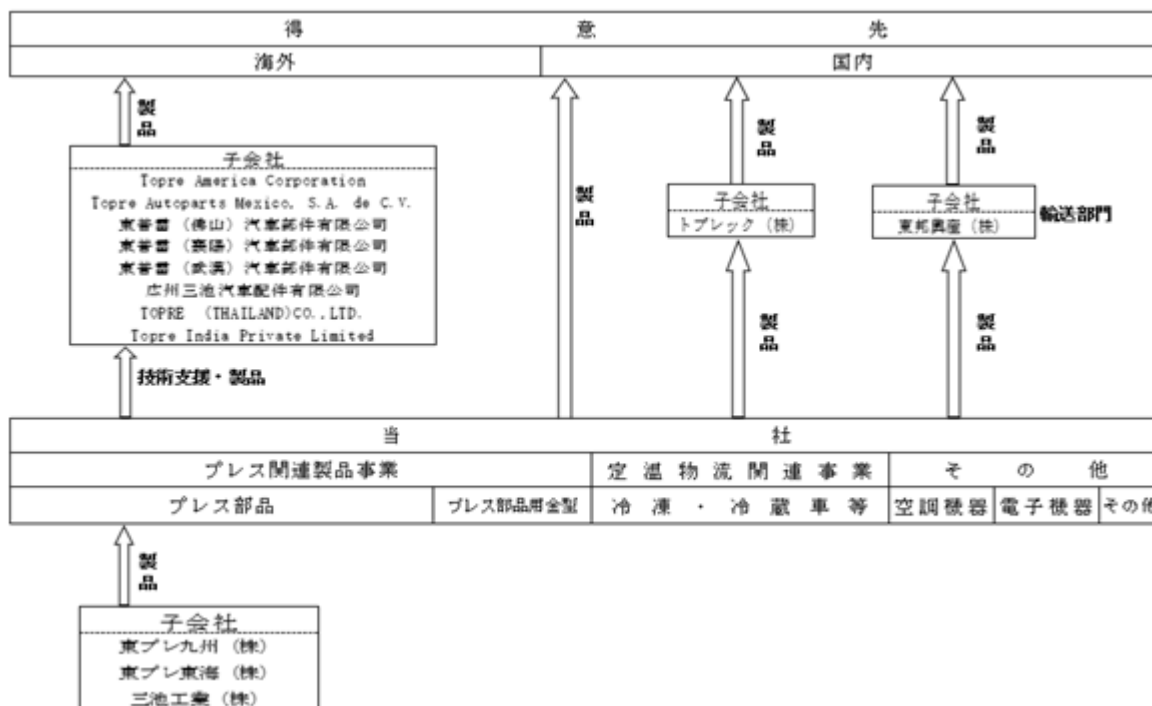 得意先
海外
国内
製品
製品
製品
製品
子会社
Topre America Corporation
Topre Autoparts Mexico, S.A. de C.V.
東普雷（佛山）汽車部件有限公司
東普雷（襄陽）汽車部件有限公司
東普雷（武漢）汽車部件有限公司
広州三池汽車配件有限公司
TOPRE (THAILAND)CO.,LTD.
Topre India Private Limited
子会社
トプレック（株）
子会社
東邦興産（株）
輸送部門
技術支援・製品
製品
製品
当社
プレス関連製品事業
定温物流関連事業
その他
プレス部品
プレス部品用金型
冷凍・冷蔵車等
空調機器
電子機器
その他
製品
子会社
東プレ九州（株）
東プレ東海（株）
三池工業（株）